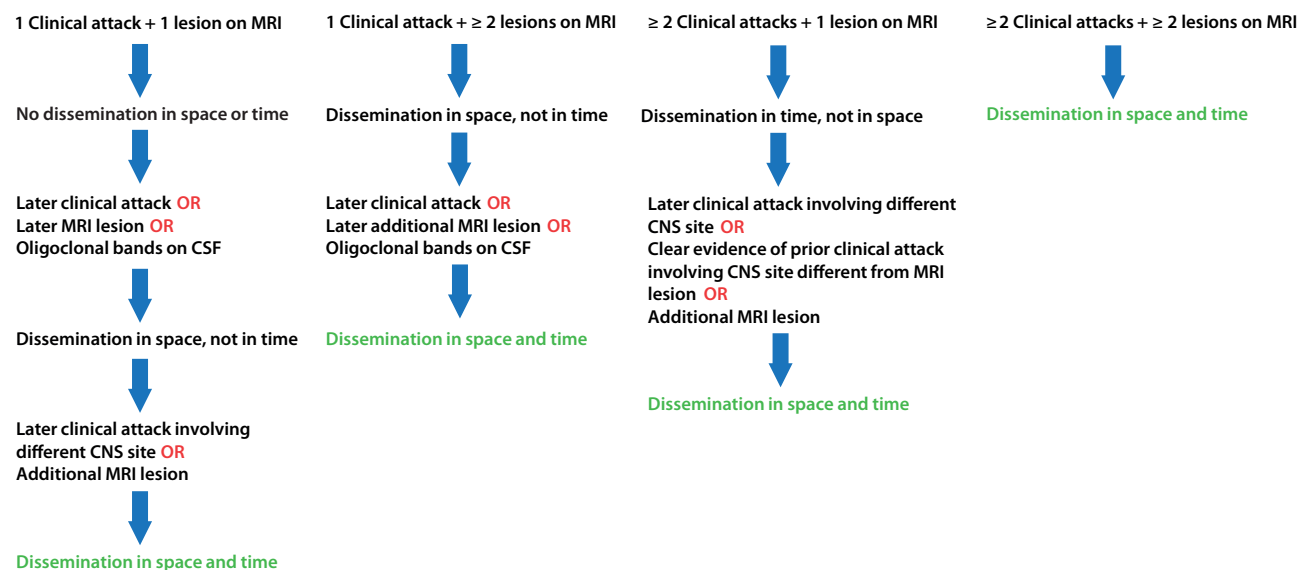 1 Clinical attack + 1 lesion on MRI
No dissemination in space or time
Later clinical attack OR
Later MRI lesion OR
Oligoclonal bands on CSF
Dissemination in space, not in time
Later clinical attack involving
different CNS site OR
Additional MRI lesion
Dissemination in space and time
1 Clinical attack + ≥ 2 lesions on MRI
Dissemination in space, not in time
Later clinical attack OR
Later additional MRI lesion OR
Oligoclonal bands on CSF
Dissemination in space and time
≥ 2 Clinical attacks + 1 lesion on MRI
Dissemination in time, not in space
Later clinical attack involving different
CNS site OR
Clear evidence of prior clinical attack
involving CNS site different from MRI
lesion OR
Additional MRI lesion
Dissemination in space and time
≥ 2 Clinical attacks + ≥ 2 lesions on MRI
Dissemination in space and time